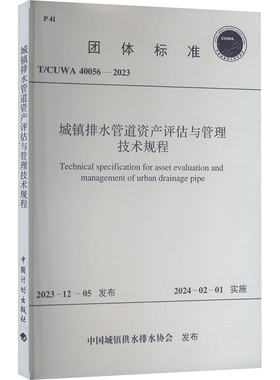 P 41
团体标准
CUWA
T/CUWA 40056—2023
城镇排水管道资产评估与管理
技术规程
Technical specification for asset evaluation and
management of urban drainage pipe
2023-12-05 发布
2024-02-01 实施
中国城镇供水排水协会 发布
城镇排水管道资产评估与管理技术规程
中国计划出版社